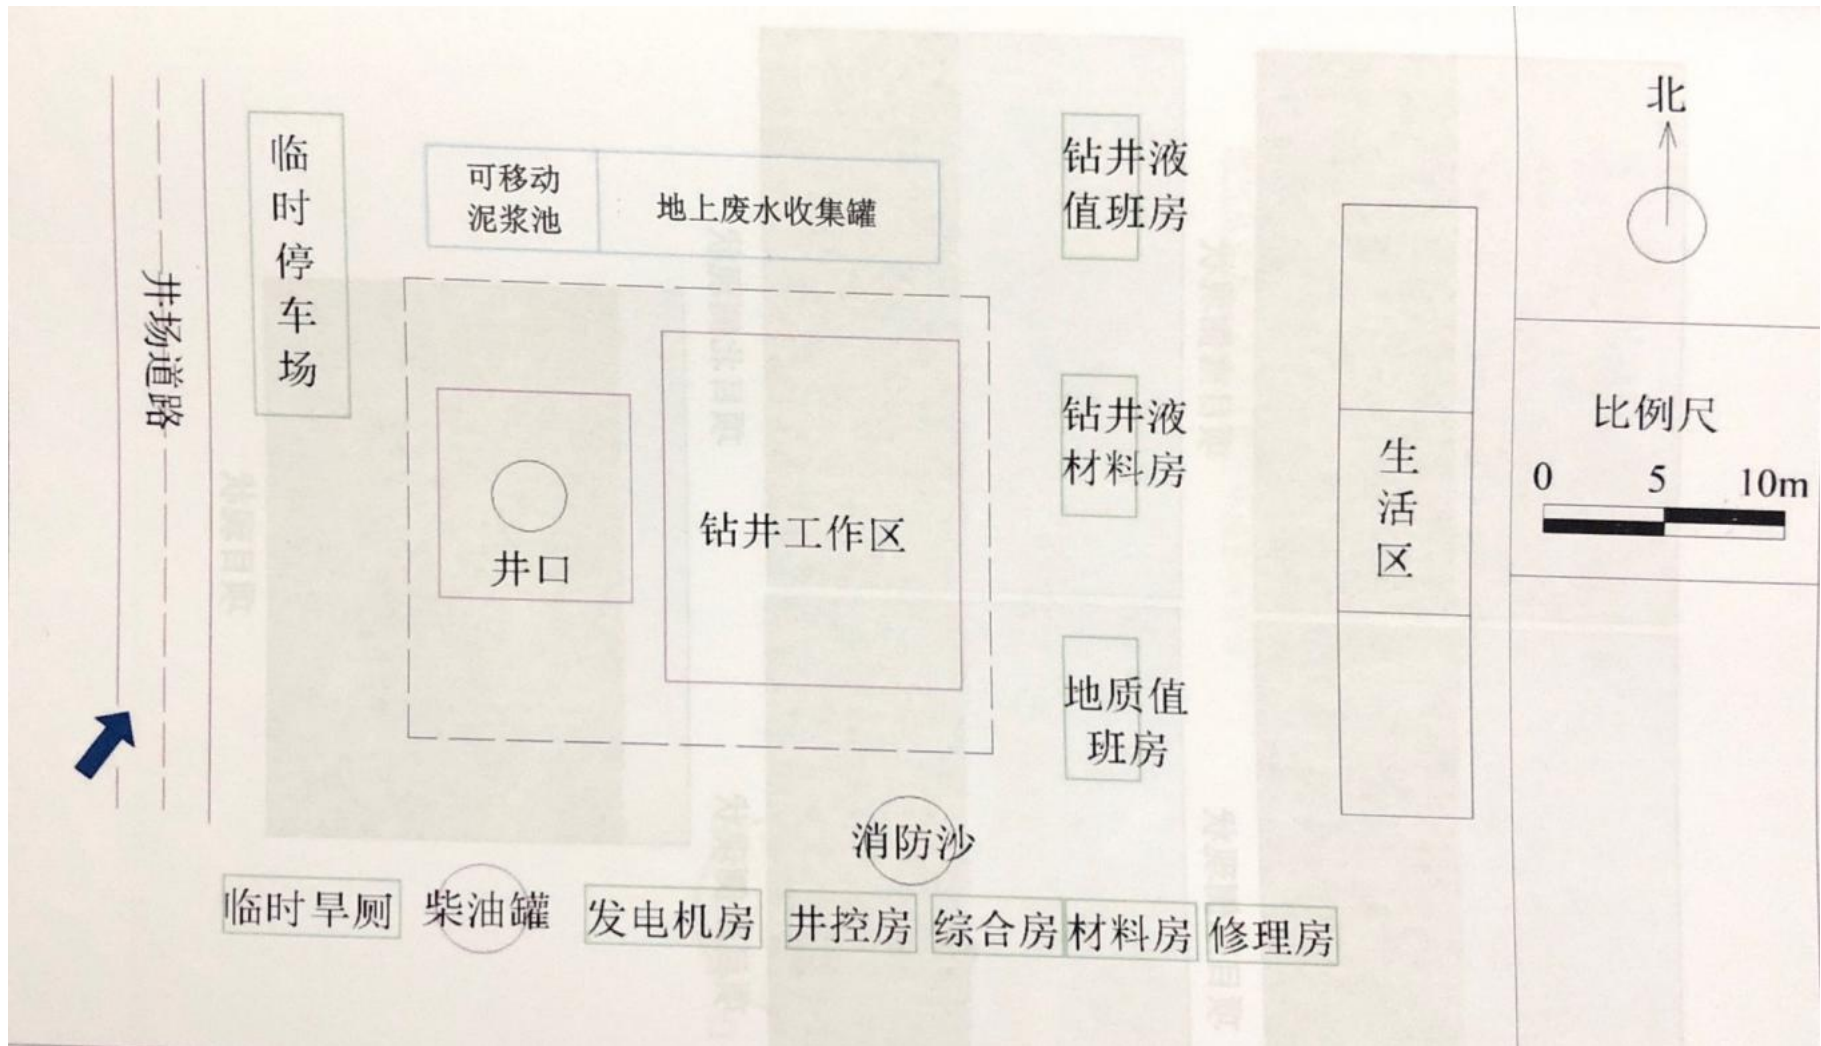 临时停车场
可移动
泥浆池
地上废水收集罐
钻井液
值班房
北
井场道路
钻井液
材料房
比例尺
0 5 10m
生活区
钻井工作区
井口
地质值
班房
消防沙
临时旱厕
柴油罐
发电机房
井控房
综合房
材料房
修理房